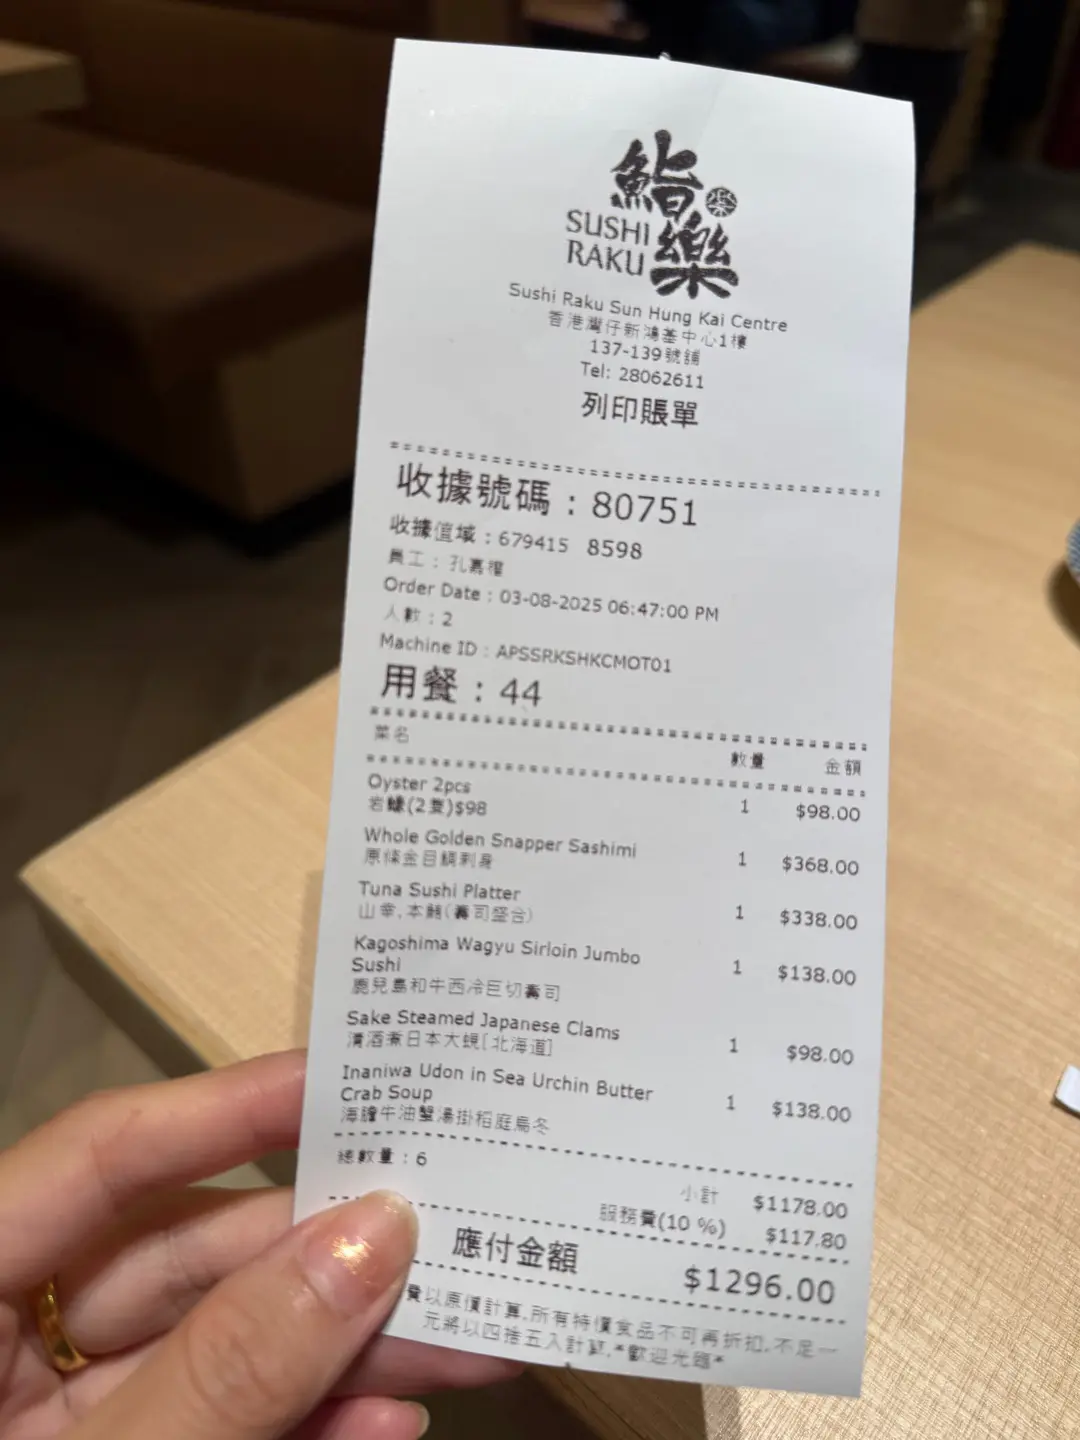 鮨樂
SUSHI
RAKU
Sushi Raku Sun Hung Kai Centre
香港灣仔新鴻基中心1樓
137-139號舖
Tel: 28062611
列印賬單
收據號碼 : 80751
收據值域 : 679415 8598
員工 : 孔嘉
Order Date : 03-08-2025 06:47:00 PM
人數 : 2
Machine ID : APSSRKSHKCMOT01
用餐 : 44
菜名 數量 金額
Oyster 2pcs 1 $98.00
岩蠔(2隻)$98
Whole Golden Snapper Sashimi 1 $368.00
原條金目鯛刺身
Tuna Sushi Platter 1 $338.00
山幸.本鮪(壽司盛合)
Kagoshima Wagyu Sirloin Jumbo 1 $138.00
Sushi
鹿兒島和牛西冷巨切壽司
Sake Steamed Japanese Clams 1 $98.00
清酒煮日本大蜆[北海道]
Inaniwa Udon in Sea Urchin Butter 1 $138.00
Crab Soup
海膽牛油蟹湯掛稻庭烏冬
總數量 : 6
小計 $1178.00
服務費(10 %) $117.80
應付金額 $1296.00
費以原價計算.所有特價食品不可再折扣.不足一
元將以四捨五入計算.*歡迎光臨*